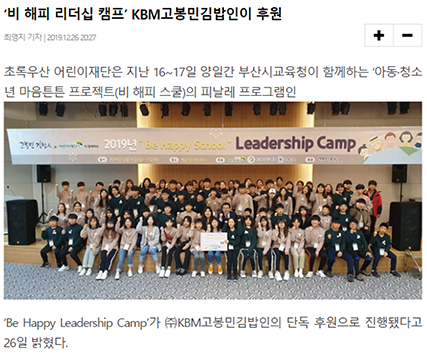 ‘비 해피 리더십 캠프’ KBM고봉민김밥인이 후원
최영지 기자 | 2019.12.26 20:27
초록우산 어린이재단은 지난 16~17일 양일간 부산시교육청이 함께하는 '아동·청소
년 마음튼튼 프로젝트(비 해피 스쿨)의 피날레 프로그램인
2019년 "Be Happy School" Leadership Camp
‘Be Happy Leadership Camp’가 ㈜KBM고봉민김밥인의 단독 후원으로 진행됐다고
26일 밝혔다.